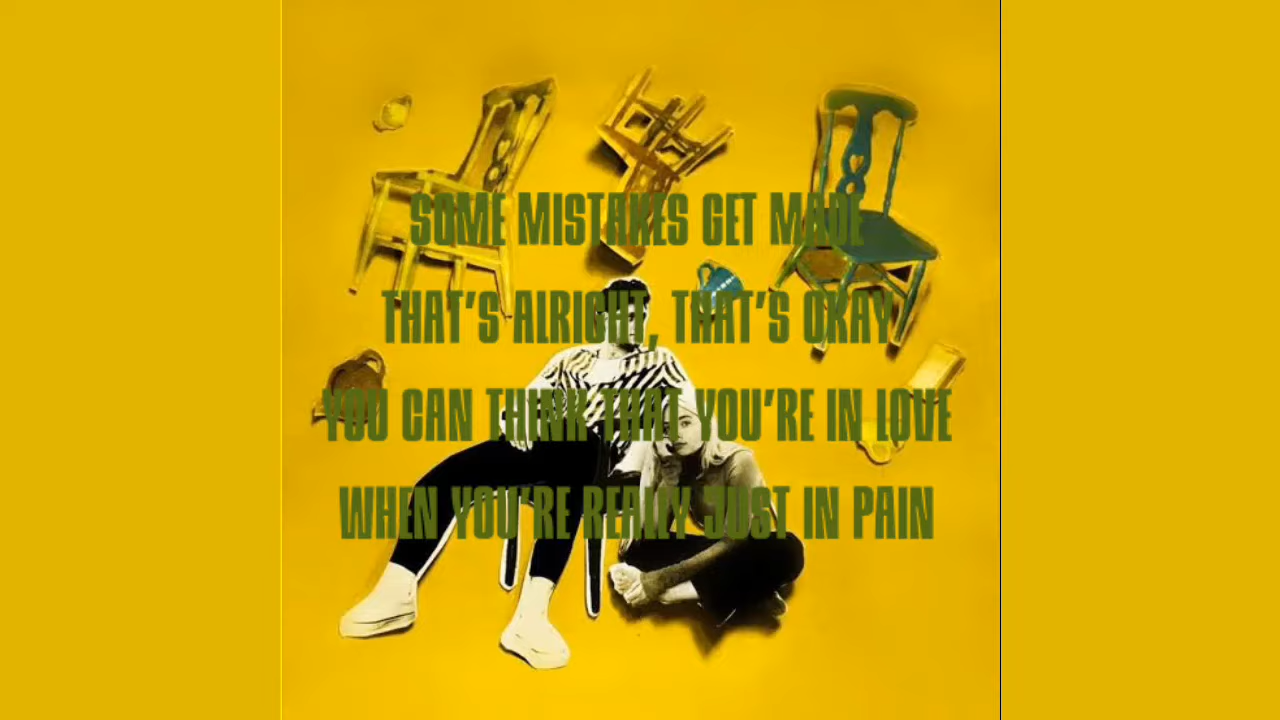 SOME MISTAKES GET MADE
THAT'S ALRIGHT, THAT'S OKAY
YOU CAN THINK THAT YOU'RE IN LOVE
WHEN YOU'RE REALLY JUST IN PAIN